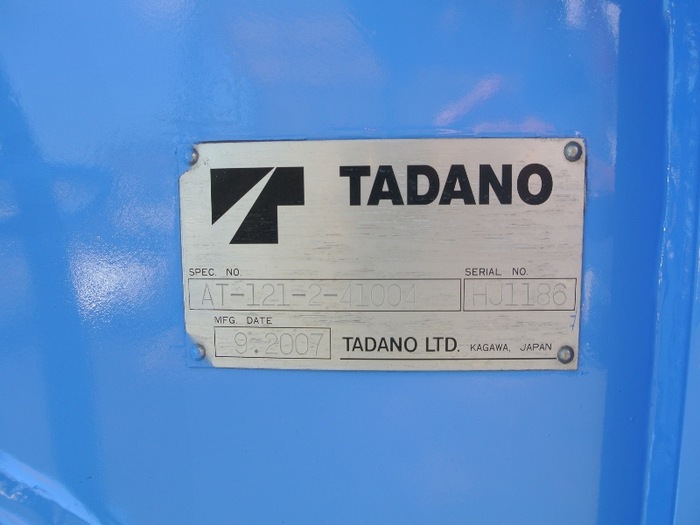 TADANO
SPEC. NO. SERIAL NO.
AT-121-2-41004 HJ1186
MFG. DATE
9.2007 TADANO LTD. KAGAWA, JAPAN